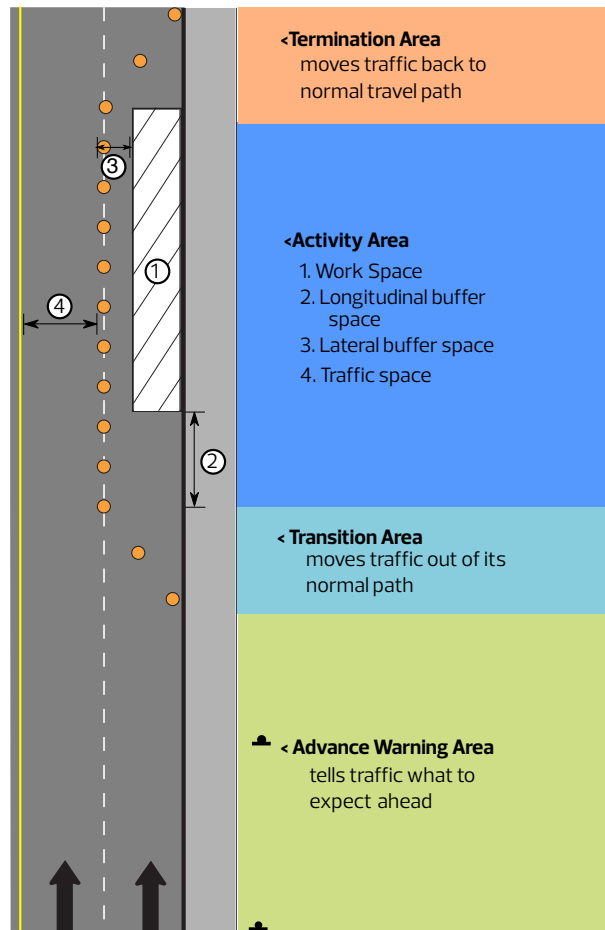 <Termination Area
moves traffic back to
normal travel path
3
<Activity Area
1
1. Work Space
2. Longitudinal buffer
space
4
3. Lateral buffer space
4. Traffic space
2
< Transition Area
moves traffic out of its
normal path
< Advance Warning Area
tells traffic what to
expect ahead